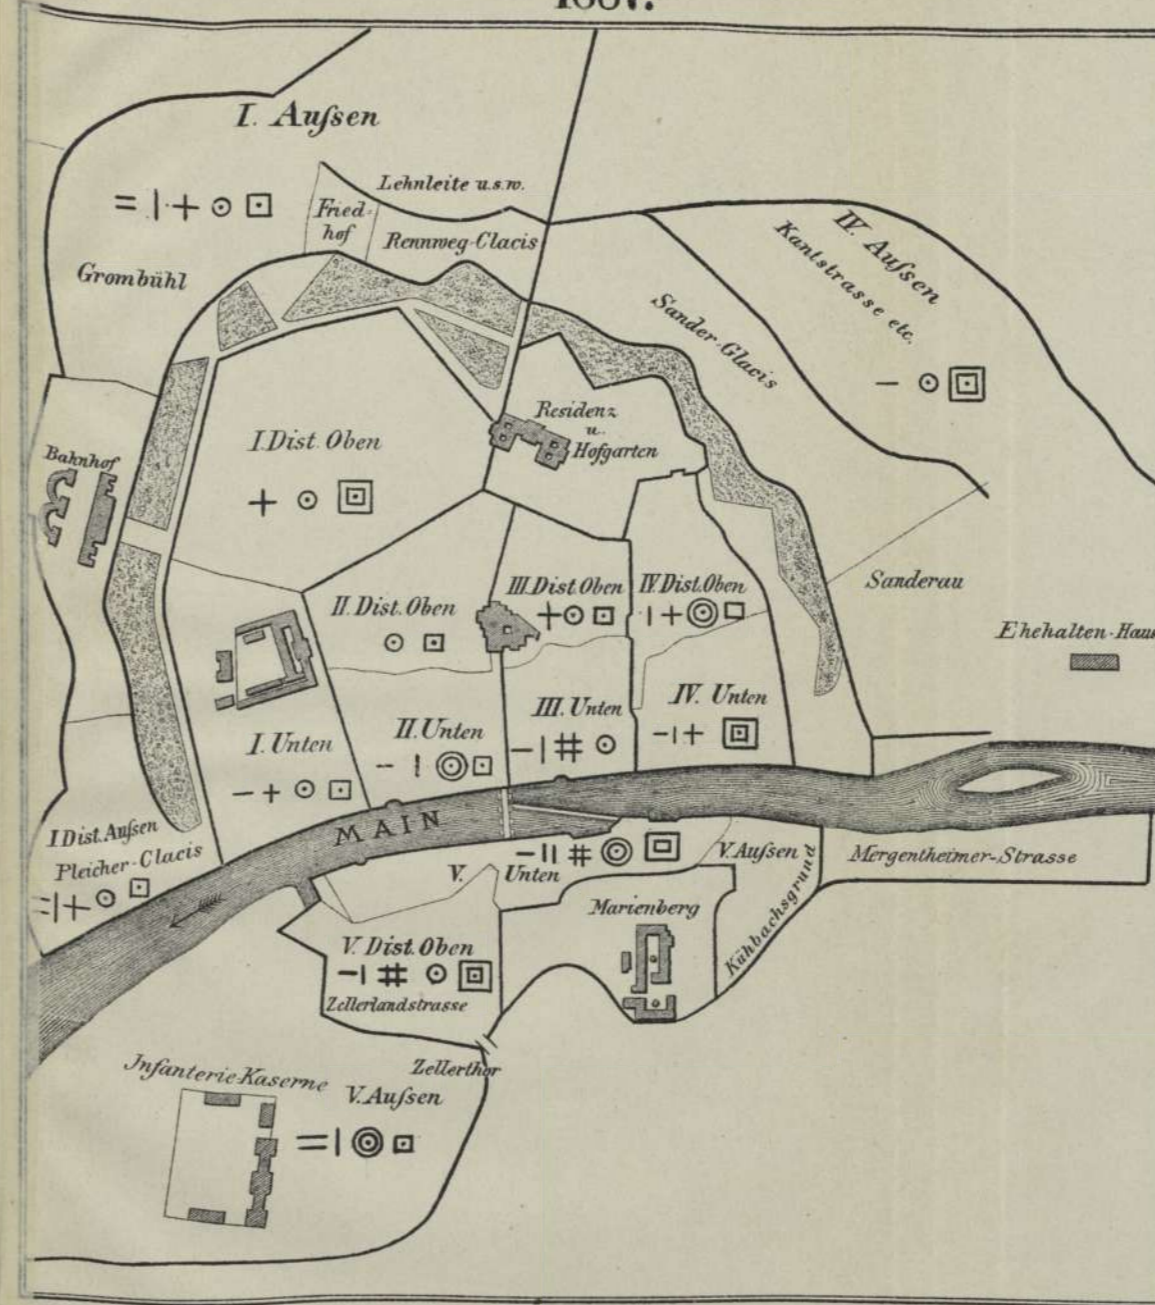 I. Auſsen
Lehnleite u.s.w.
Fried-
hof
Rennweg-Glacis
Grombühl
IV. Auſsen
Kantstrasse etc.
Sander-Glacis
Residenz
u.
Hofgarten
I. Dist. Oben
Bahnhof
II. Dist. Oben
III. Dist. Oben
IV. Dist. Oben
Sanderau
Ehehalten-Haus
I. Unten
II. Unten
III. Unten
IV. Unten
MAIN
I Dist. Auſsen
Pleicher-Glacis
V. Unten
V. Auſsen
Mergentheimer-Strasse
Kühbachsgrund
Marienberg
V. Dist. Oben
Zellerlandstrasse
Zellerthor
Infanterie-Kaserne
V. Auſsen